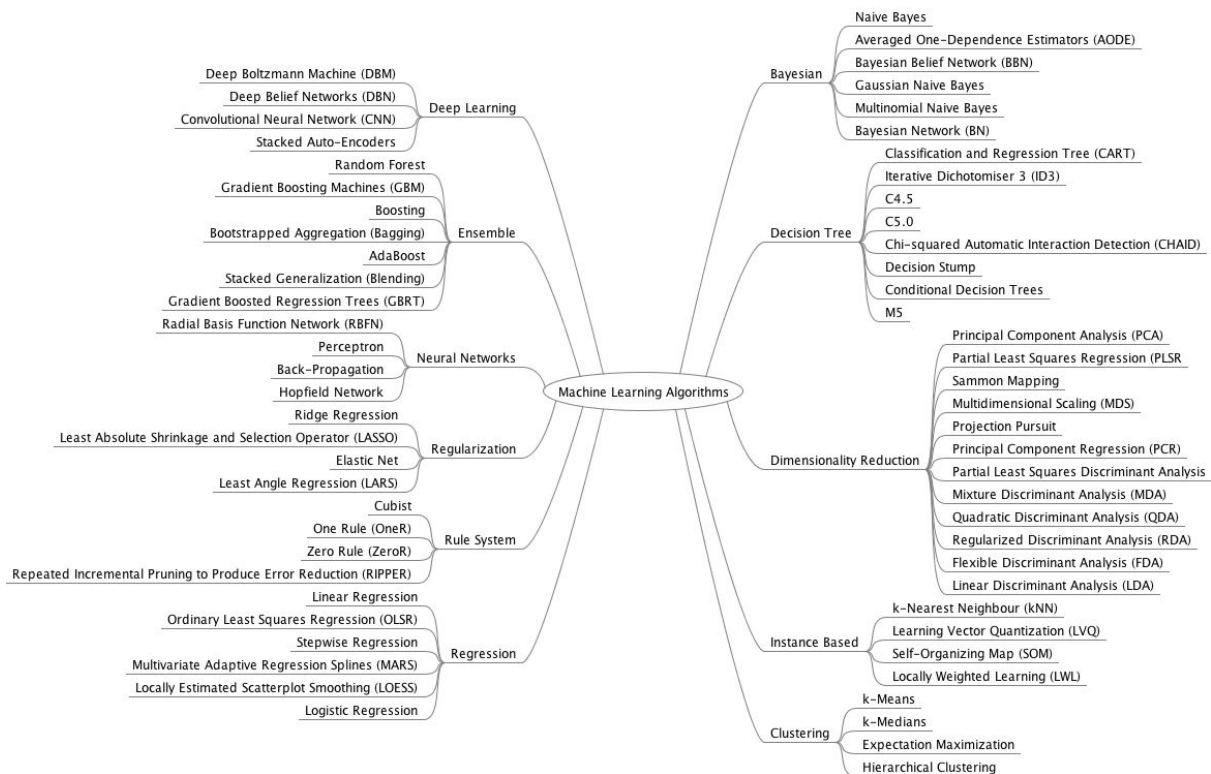 Machine Learning Algorithms
Deep Learning
Deep Boltzmann Machine (DBM)
Deep Belief Networks (DBN)
Convolutional Neural Network (CNN)
Stacked Auto-Encoders
Ensemble
Random Forest
Gradient Boosting Machines (GBM)
Boosting
Bootstrapped Aggregation (Bagging)
AdaBoost
Stacked Generalization (Blending)
Gradient Boosted Regression Trees (GBRT)
Neural Networks
Radial Basis Function Network (RBFN)
Perceptron
Back-Propagation
Hopfield Network
Regularization
Ridge Regression
Least Absolute Shrinkage and Selection Operator (LASSO)
Elastic Net
Least Angle Regression (LARS)
Rule System
Cubist
One Rule (OneR)
Zero Rule (ZeroR)
Repeated Incremental Pruning to Produce Error Reduction (RIPPER)
Regression
Linear Regression
Ordinary Least Squares Regression (OLSR)
Stepwise Regression
Multivariate Adaptive Regression Splines (MARS)
Locally Estimated Scatterplot Smoothing (LOESS)
Logistic Regression
Bayesian
Naive Bayes
Averaged One-Dependence Estimators (AODE)
Bayesian Belief Network (BBN)
Gaussian Naive Bayes
Multinomial Naive Bayes
Bayesian Network (BN)
Decision Tree
Classification and Regression Tree (CART)
Iterative Dichotomiser 3 (ID3)
C4.5
C5.0
Chi-squared Automatic Interaction Detection (CHAID)
Decision Stump
Conditional Decision Trees
M5
Dimensionality Reduction
Principal Component Analysis (PCA)
Partial Least Squares Regression (PLSR
Sammon Mapping
Multidimensional Scaling (MDS)
Projection Pursuit
Principal Component Regression (PCR)
Partial Least Squares Discriminant Analysis
Mixture Discriminant Analysis (MDA)
Quadratic Discriminant Analysis (QDA)
Regularized Discriminant Analysis (RDA)
Flexible Discriminant Analysis (FDA)
Linear Discriminant Analysis (LDA)
Instance Based
k-Nearest Neighbour (kNN)
Learning Vector Quantization (LVQ)
Self-Organizing Map (SOM)
Locally Weighted Learning (LWL)
Clustering
k-Means
k-Medians
Expectation Maximization
Hierarchical Clustering